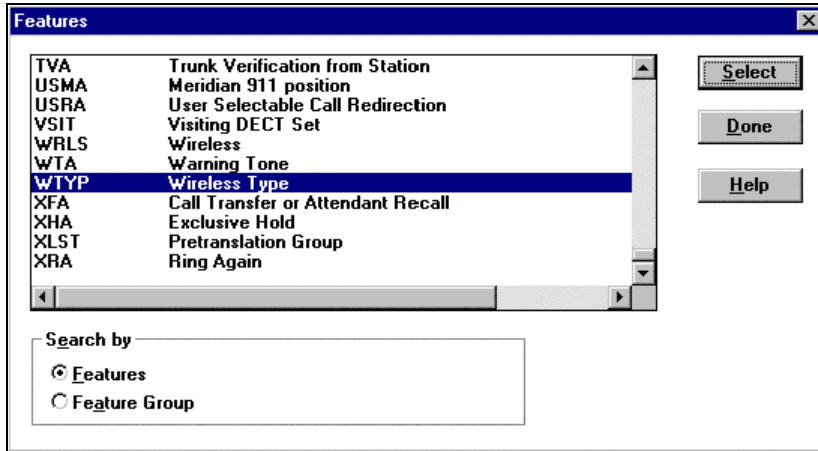 Features
TVA Trunk Verification from Station
USMA Meridian 911 position
USRA User Selectable Call Redirection
VSIT Visiting DECT Set
WRLS Wireless
WTA Warning Tone
WTYP Wireless Type
XFA Call Transfer or Attendant Recall
XHA Exclusive Hold
XLST Pretranslation Group
XRA Ring Again
Select
Done
Help
Search by
Features
Feature Group